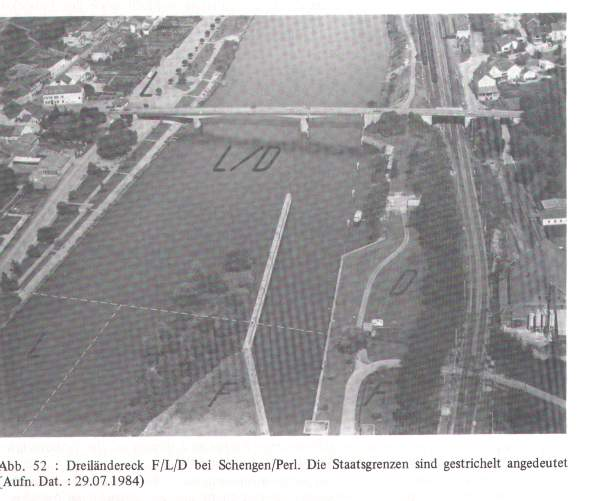 L/D
D
L
F
F
Abb. 52 : Dreiländereck F/L/D bei Schengen/Perl. Die Staatsgrenzen sind gestrichelt angedeutet
(Aufn. Dat. : 29.07.1984)